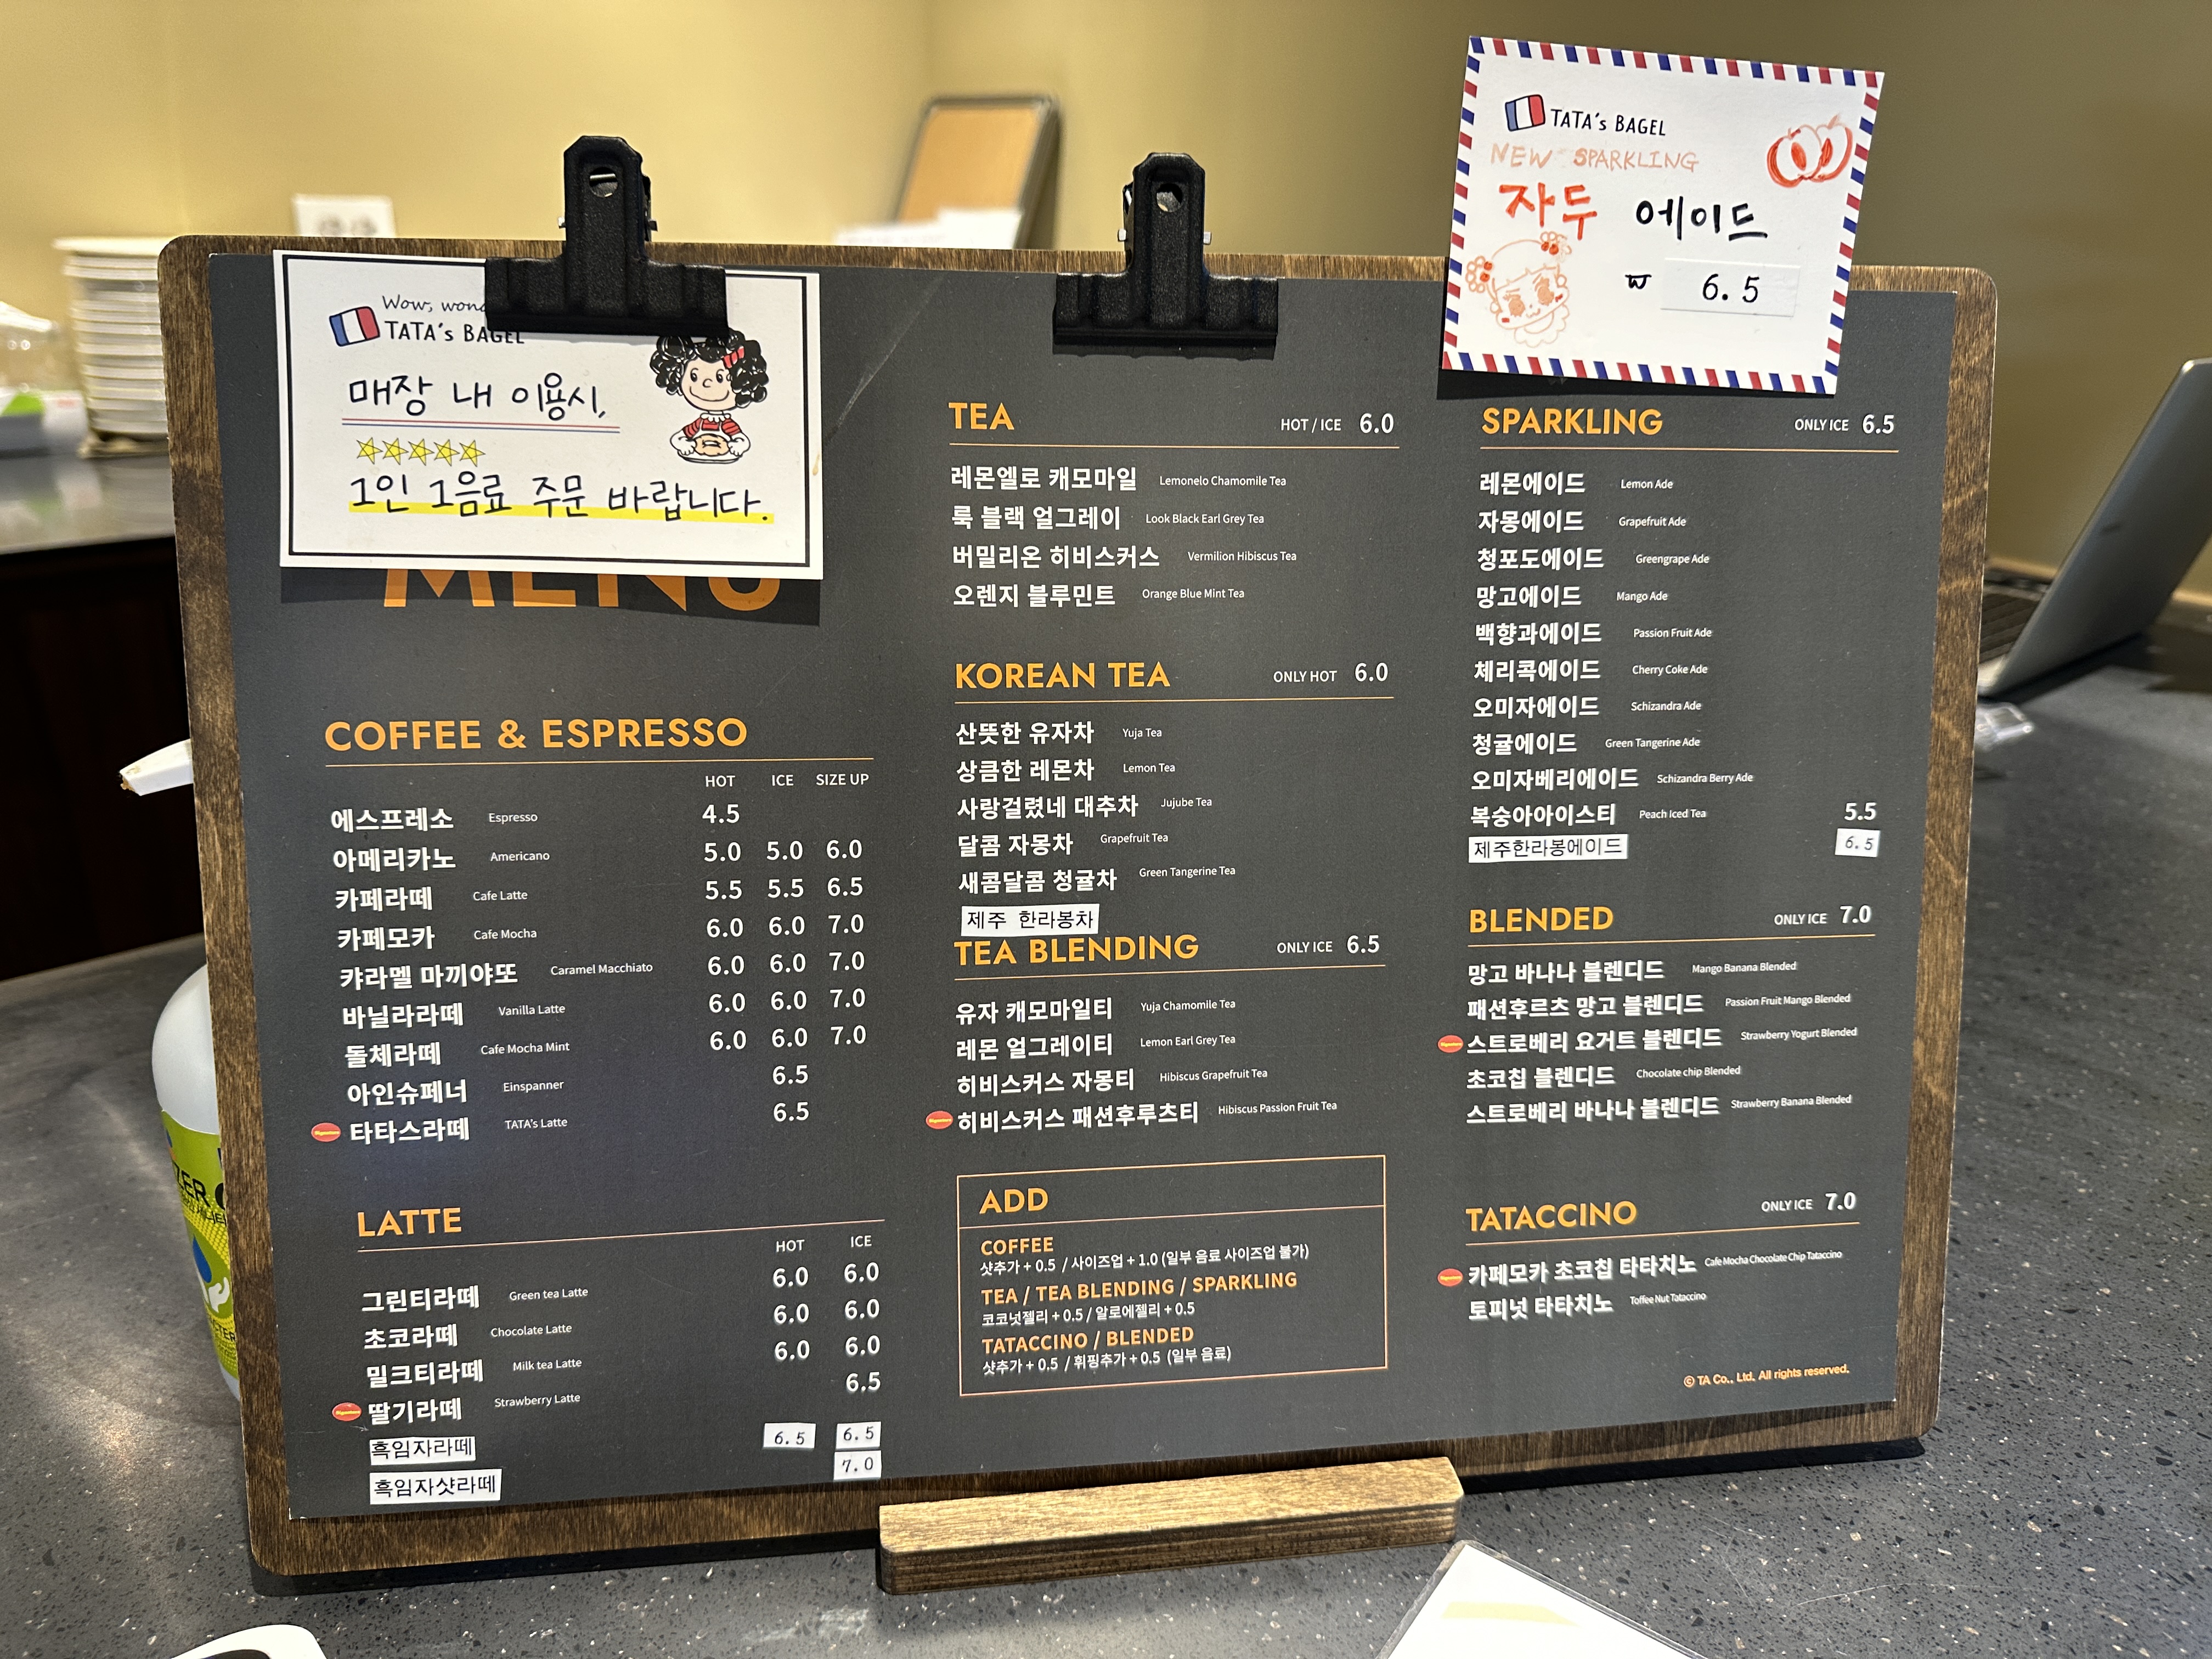 Wow,
TATA's BAGEL
매장 내 이용시,
1인 1음료 주문 바랍니다.
MENU
COFFEE & ESPRESSO
HOT ICE SIZE UP
에스프레소 Espresso 4.5
아메리카노 Americano 5.0 5.0 6.0
카페라떼 Cafe Latte 5.5 5.5 6.5
카페모카 Cafe Mocha 6.0 6.0 7.0
캬라멜 마끼야또 Caramel Macchiato 6.0 6.0 7.0
바닐라라떼 Vanilla Latte 6.0 6.0 7.0
돌체라떼 Cafe Mocha Mint 6.0 6.0 7.0
아인슈페너 Einspanner 6.5
Signature 타타스라떼 TATA's Latte 6.5
LATTE
HOT ICE
그린티라떼 Green tea Latte 6.0 6.0
초코라떼 Chocolate Latte 6.0 6.0
밀크티라떼 Milk tea Latte 6.0 6.0
Signature 딸기라떼 Strawberry Latte 6.5
흑임자라떼 6.5 6.5
흑임자샷라떼 7.0
TEA HOT / ICE 6.0
레몬엘로 캐모마일 Lemonelo Chamomile Tea
룩 블랙 얼그레이 Look Black Earl Grey Tea
버밀리온 히비스커스 Vermilion Hibiscus Tea
오렌지 블루민트 Orange Blue Mint Tea
KOREAN TEA ONLY HOT 6.0
산뜻한 유자차 Yuja Tea
상큼한 레몬차 Lemon Tea
사랑걸렸네 대추차 Jujube Tea
달콤 자몽차 Grapefruit Tea
새콤달콤 청귤차 Green Tangerine Tea
제주 한라봉차
TEA BLENDING ONLY ICE 6.5
유자 캐모마일티 Yuja Chamomile Tea
레몬 얼그레이티 Lemon Earl Grey Tea
히비스커스 자몽티 Hibiscus Grapefruit Tea
Signature 히비스커스 패션후루츠티 Hibiscus Passion Fruit Tea
ADD
COFFEE
샷추가 + 0.5 / 사이즈업 + 1.0 (일부 음료 사이즈업 불가)
TEA / TEA BLENDING / SPARKLING
코코넛젤리 + 0.5 / 알로에젤리 + 0.5
TATACCINO / BLENDED
샷추가 + 0.5 / 휘핑추가 + 0.5 (일부 음료)
TATA's BAGEL
NEW SPARKLING
자두 에이드
₩ 6.5
SPARKLING ONLY ICE 6.5
레몬에이드 Lemon Ade
자몽에이드 Grapefruit Ade
청포도에이드 Greengrape Ade
망고에이드 Mango Ade
백향과에이드 Passion Fruit Ade
체리콕에이드 Cherry Coke Ade
오미자에이드 Schizandra Ade
청귤에이드 Green Tangerine Ade
오미자베리에이드 Schizandra Berry Ade
복숭아아이스티 Peach Iced Tea 5.5
제주한라봉에이드 6.5
BLENDED ONLY ICE 7.0
망고 바나나 블렌디드 Mango Banana Blended
패션후르츠 망고 블렌디드 Passion Fruit Mango Blended
Signature 스트로베리 요거트 블렌디드 Strawberry Yogurt Blended
초코칩 블렌디드 Chocolate chip Blended
스트로베리 바나나 블렌디드 Strawberry Banana Blended
TATACCINO ONLY ICE 7.0
Signature 카페모카 초코칩 타타치노 Cafe Mocha Chocolate Chip Tataccino
토피넛 타타치노 Toffee Nut Tataccino
© TA Co., Ltd. All rights reserved.